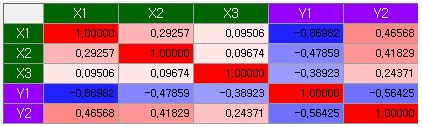 X1 X2 X3 Y1 Y2
X1 1,00000 0,29257 0,09506 -0,86982 0,46568
X2 0,29257 1,00000 0,09674 -0,47859 0,41829
X3 0,09506 0,09674 1,00000 -0,38923 0,24371
Y1 -0,86982 -0,47859 -0,38923 1,00000 -0,56425
Y2 0,46568 0,41829 0,24371 -0,56425 1,00000